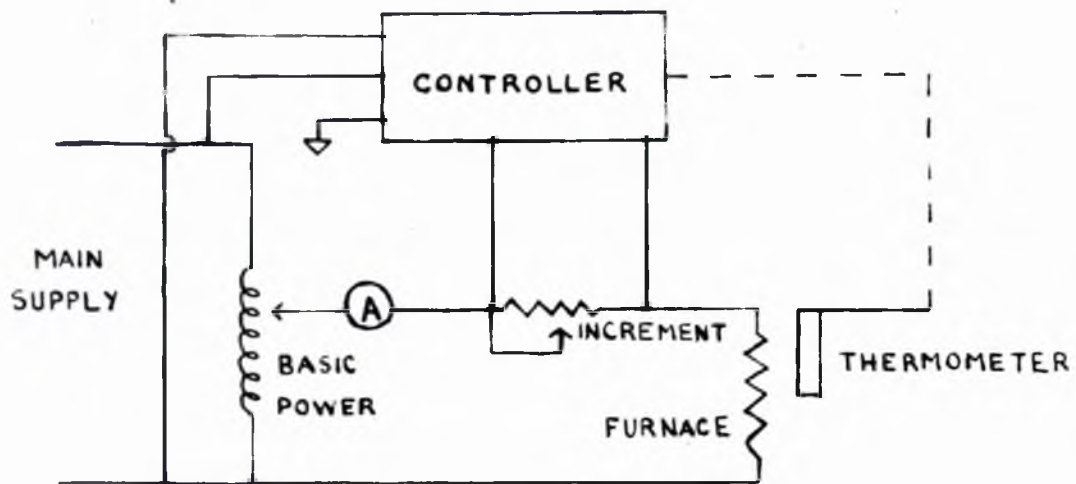 CONTROLLER
MAIN
SUPPLY
A
INCREMENT
BASIC
POWER
THERMOMETER
FURNACE